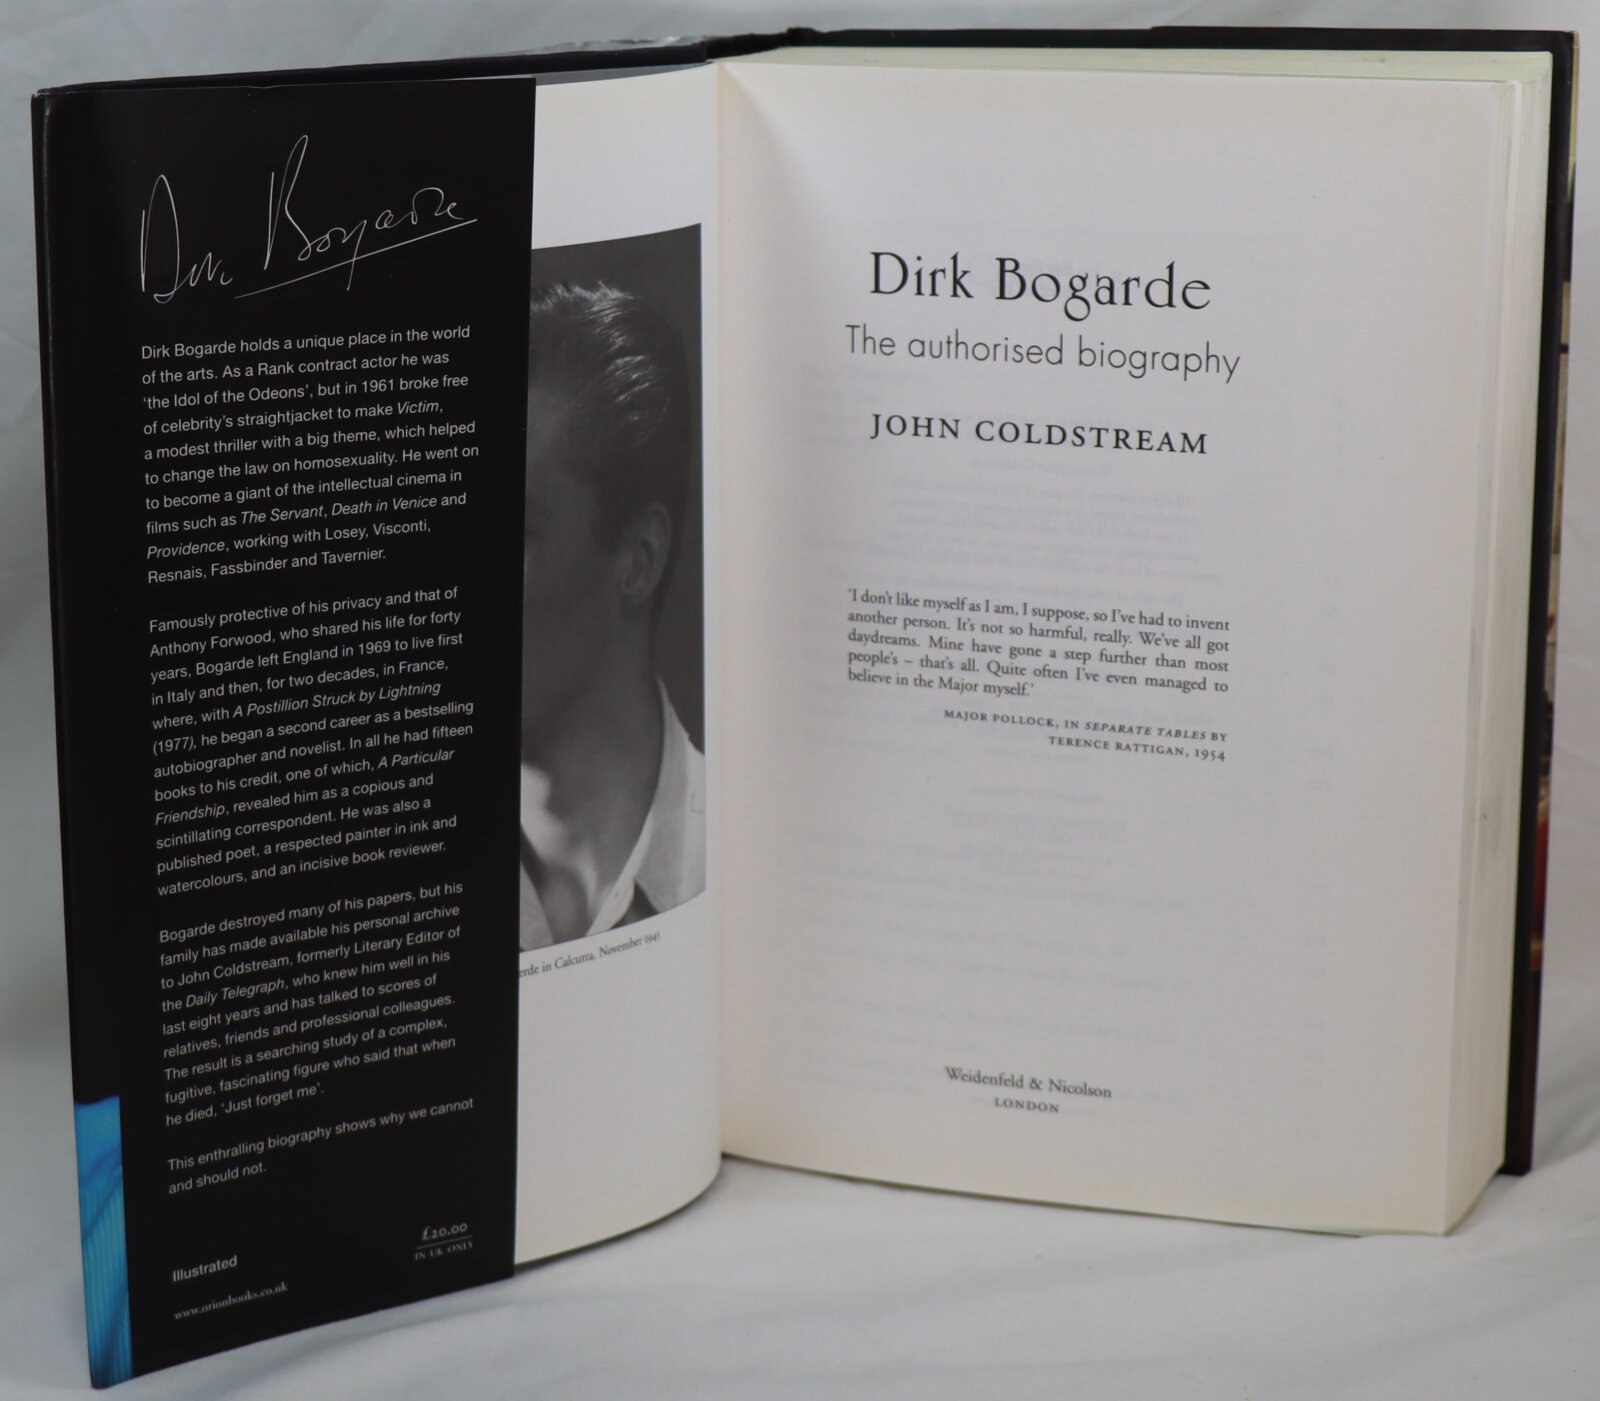 Dirk Bogarde
Dirk Bogarde holds a unique place in the world
of the arts. As a Rank contract actor he was
‘the Idol of the Odeons’, but in 1961 broke free
of celebrity’s straightjacket to make Victim,
a modest thriller with a big theme, which helped
to change the law on homosexuality. He went on
to become a giant of the intellectual cinema in
films such as The Servant, Death in Venice and
Providence, working with Losey, Visconti,
Resnais, Fassbinder and Tavernier.
Famously protective of his privacy and that of
Anthony Forwood, who shared his life for forty
years, Bogarde left England in 1969 to live first
in Italy and then, for two decades, in France,
where, with A Postillion Struck by Lightning
(1977), he began a second career as a bestselling
autobiographer and novelist. In all he had fifteen
books to his credit, one of which, A Particular
Friendship, revealed him as a copious and
scintillating correspondent. He was also a
published poet, a respected painter in ink and
watercolours, and an incisive book reviewer.
Bogarde destroyed many of his papers, but his
family has made available his personal archive
to John Coldstream, formerly Literary Editor of
the Daily Telegraph, who knew him well in his
last eight years and has talked to scores of
relatives, friends and professional colleagues.
The result is a searching study of a complex,
fugitive, fascinating figure who said that when
he died, ‘Just forget me’.
This enthralling biography shows why we cannot
and should not.
£20.00
IN UK ONLY
Illustrated
www.orionbooks.co.uk
erde in Calcutta, November 1945
Dirk Bogarde
The authorised biography
JOHN COLDSTREAM
‘I don’t like myself as I am, I suppose, so I’ve had to invent
another person. It’s not so harmful, really. We’ve all got
daydreams. Mine have gone a step further than most
people’s – that’s all. Quite often I’ve even managed to
believe in the Major myself.’
MAJOR POLLOCK, IN SEPARATE TABLES BY
TERENCE RATTIGAN, 1954
Weidenfeld & Nicolson
LONDON